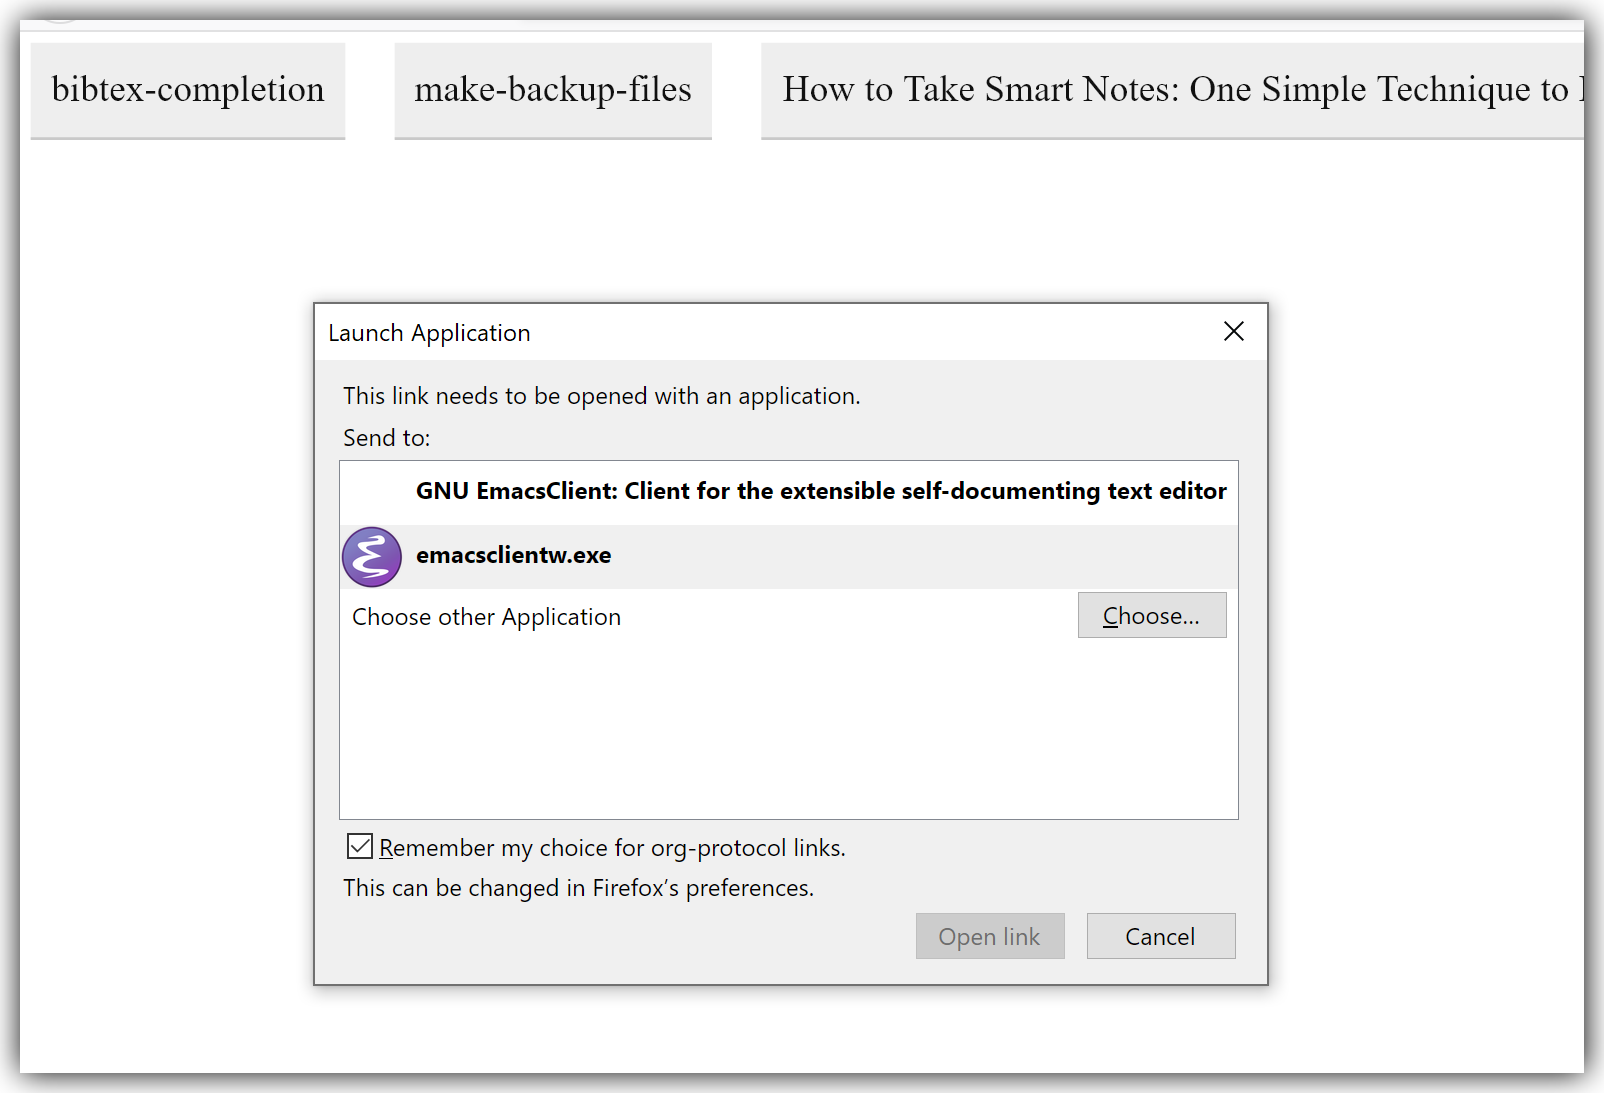 bibtex-completion
make-backup-files
How to Take Smart Notes: One Simple Technique to
Launch Application
This link needs to be opened with an application.
Send to:
GNU EmacsClient: Client for the extensible self-documenting text editor
emacsclientw.exe
Choose other Application
Choose...
Remember my choice for org-protocol links.
This can be changed in Firefox’s preferences.
Open link
Cancel